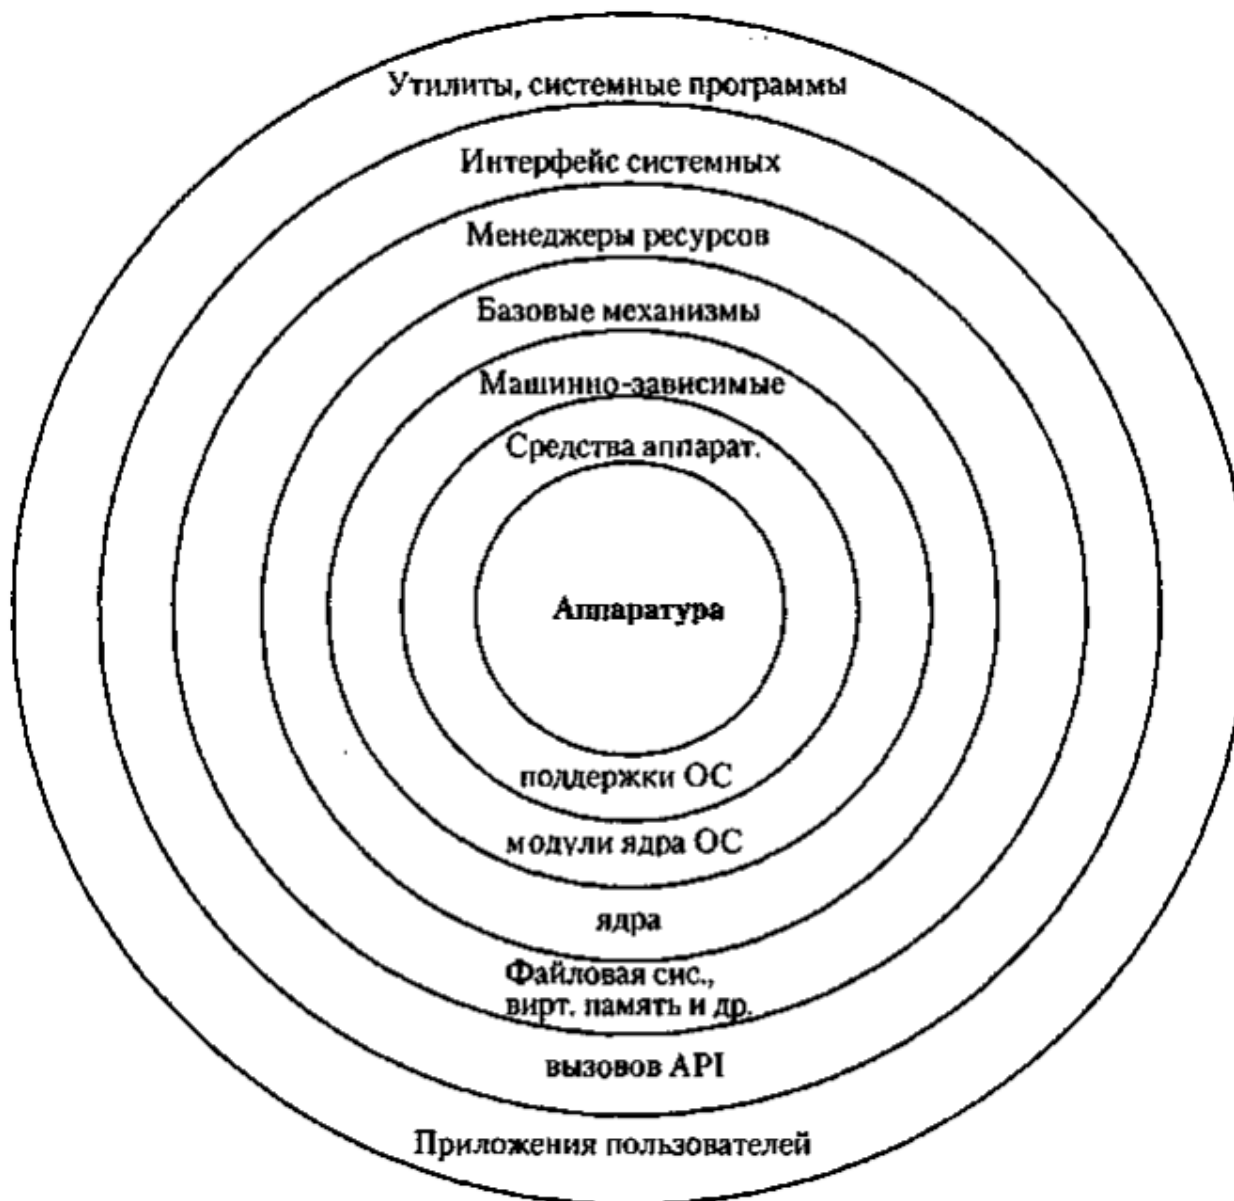 Утилиты, системные программы
Интерфейс системных
Менеджеры ресурсов
Базовые механизмы
Машинно-зависимые
Средства аппарат.
Аппаратура
поддержки ОС
модули ядра ОС
ядра
Файловая сис.,
вирт. память и др.
вызовов API
Приложения пользователей